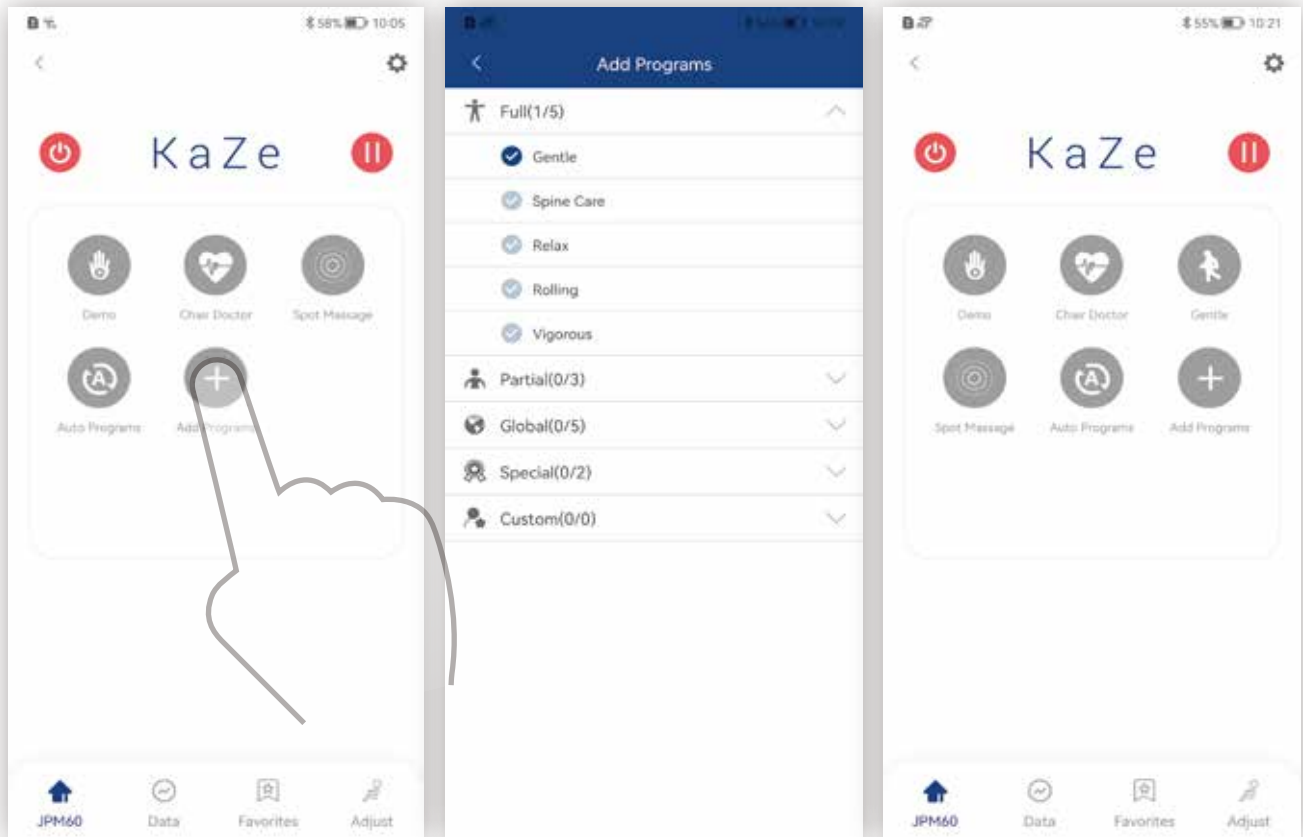 58% 10:05
KaZe
Demo Chair Doctor Spot Massage
Auto Programs Add Programs
JPM60 Data Favorites Adjust
Add Programs
Full(1/5)
Gentle
Spine Care
Relax
Rolling
Vigorous
Partial(0/3)
Global(0/5)
Special(0/2)
Custom(0/0)
55% 10:21
KaZe
Demo Chair Doctor Gentle
Spot Massage Auto Programs Add Programs
JPM60 Data Favorites Adjust